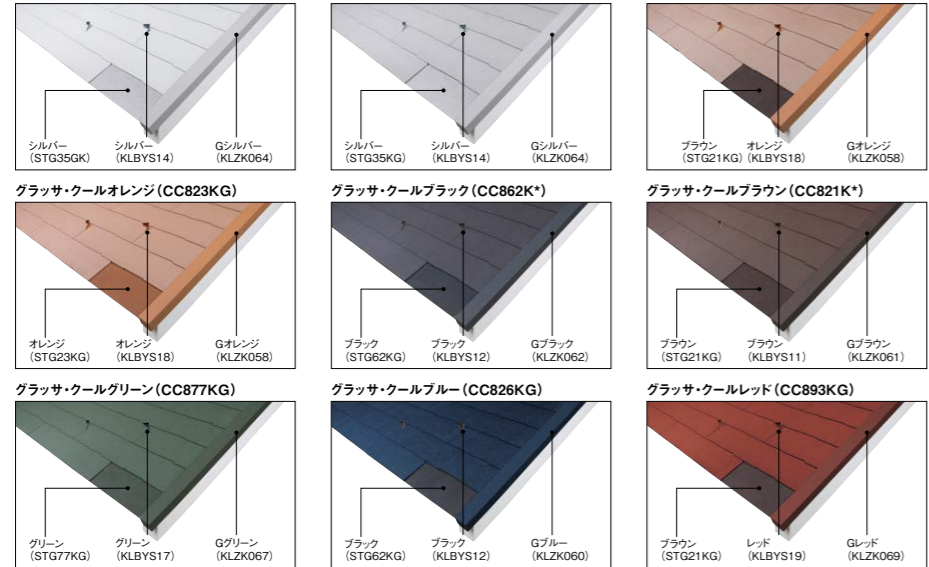 シルバー シルバー Gシルバー
(STG35GK) (KLBYS14) (KLZK064)
シルバー シルバー Gシルバー
(STG35KG) (KLBYS14) (KLZK064)
ブラウン オレンジ Gオレンジ
(STG21KG) (KLBYS18) (KLZK058)
グラッサ・クールオレンジ(CC823KG)
オレンジ オレンジ Gオレンジ
(STG23KG) (KLBYS18) (KLZK058)
グラッサ・クールブラック(CC862K*)
ブラック ブラック Gブラック
(STG62KG) (KLBYS12) (KLZK062)
グラッサ・クールブラウン(CC821K*)
ブラウン ブラウン Gブラウン
(STG21KG) (KLBYS11) (KLZK061)
グラッサ・クールグリーン(CC877KG)
グリーン グリーン Gグリーン
(STG77KG) (KLBYS17) (KLZK067)
グラッサ・クールブルー(CC826KG)
ブラック ブラック Gブルー
(STG62KG) (KLBYS12) (KLZK060)
グラッサ・クールレッド(CC893KG)
ブラウン レッド Gレッド
(STG21KG) (KLBYS19) (KLZK069)